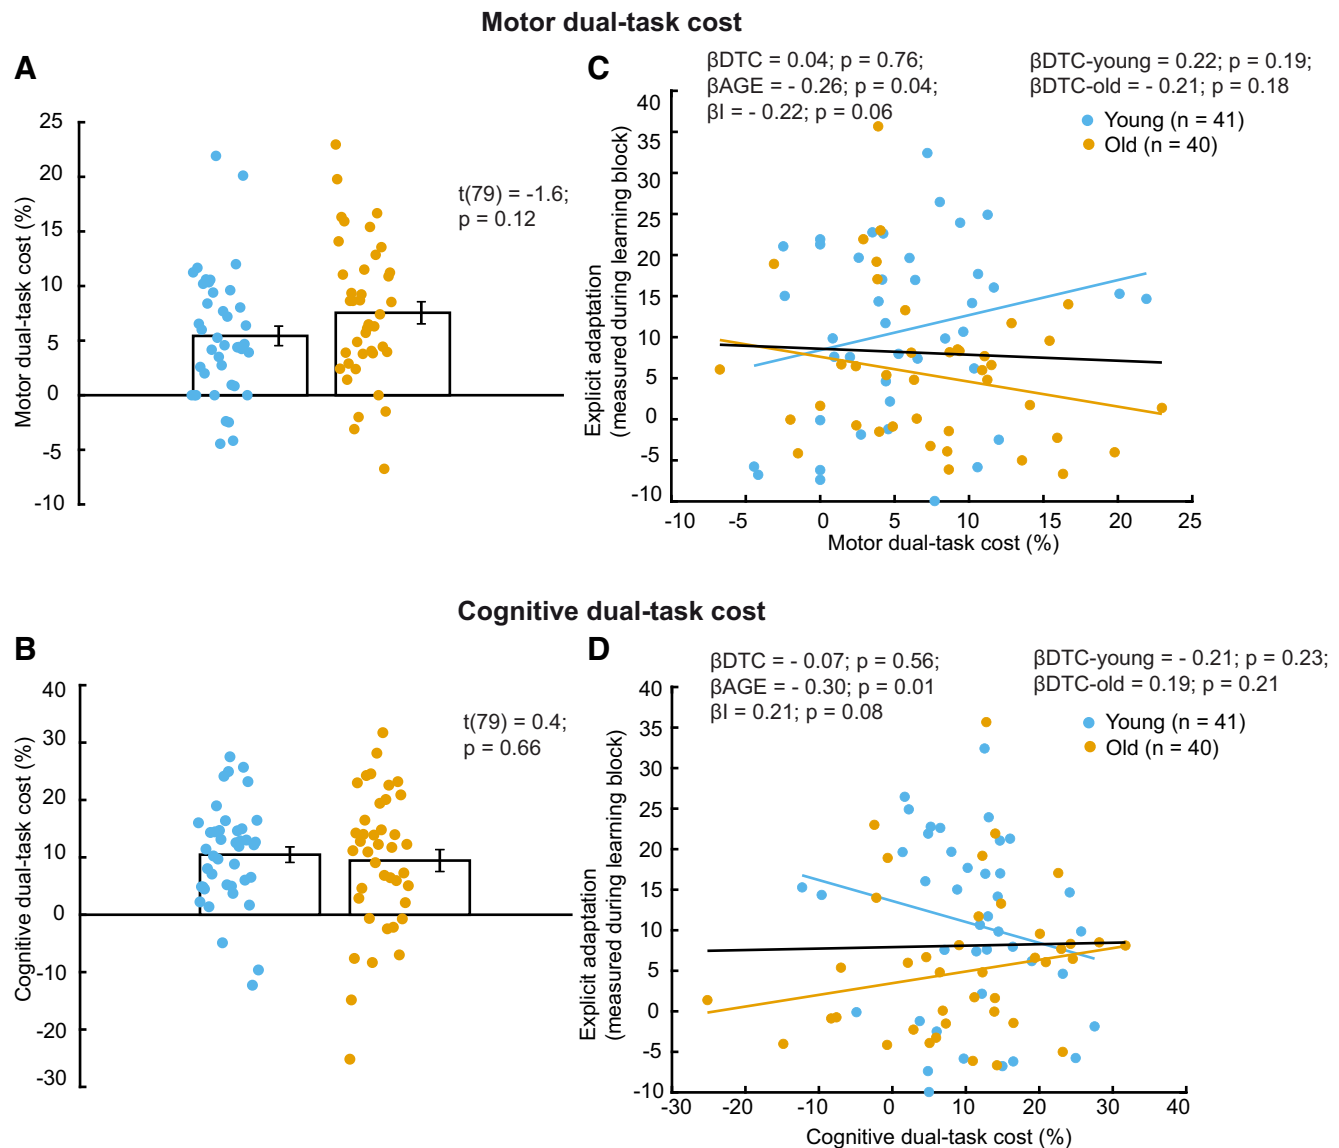 Motor dual-task cost
A
Motor dual-task cost (%)
25
20
15
10
5
0
-5
-10
t(79) = -1.6;
p = 0.12
C
βDTC = 0.04; p = 0.76;
βAGE = - 0.26; p = 0.04;
βI = - 0.22; p = 0.06
βDTC-young = 0.22; p = 0.19;
βDTC-old = - 0.21; p = 0.18
Young (n = 41)
Old (n = 40)
Explicit adaptation
(measured during learning block)
40
35
30
25
20
15
10
5
0
-5
-10
-10 -5 0 5 10 15 20 25
Motor dual-task cost (%)
Cognitive dual-task cost
B
Cognitive dual-task cost (%)
40
30
20
10
0
-10
-20
-30
t(79) = 0.4;
p = 0.66
D
βDTC = - 0.07; p = 0.56;
βAGE = - 0.30; p = 0.01
βI = 0.21; p = 0.08
βDTC-young = - 0.21; p = 0.23;
βDTC-old = 0.19; p = 0.21
Young (n = 41)
Old (n = 40)
Explicit adaptation
(measured during learning block)
40
35
30
25
20
15
10
5
0
-5
-10
-30 -20 -10 0 10 20 30 40
Cognitive dual-task cost (%)